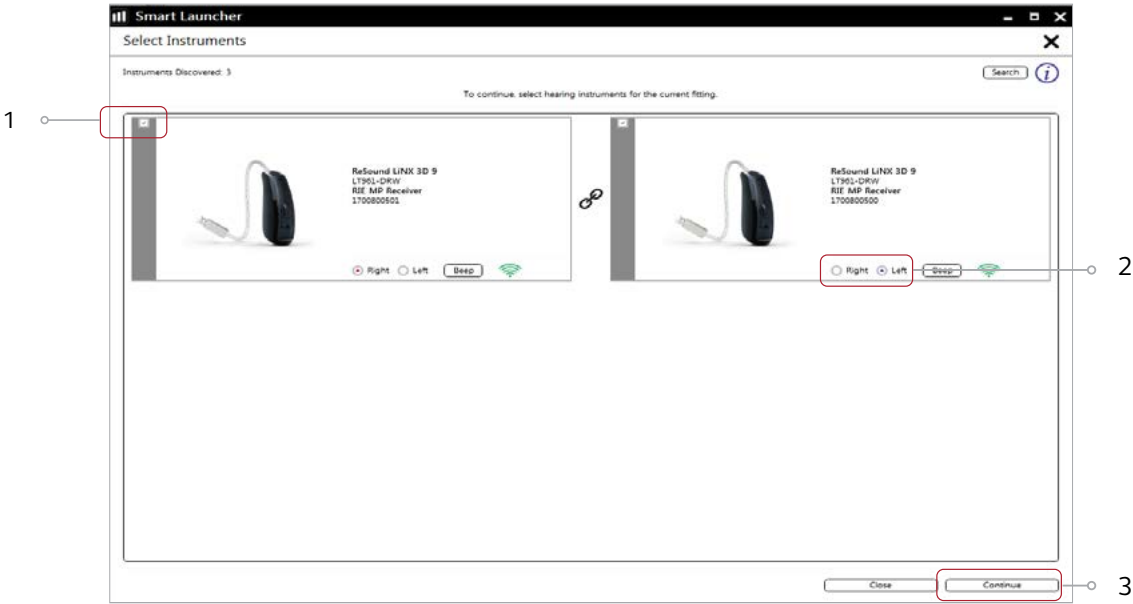 Smart Launcher
Select Instruments
Instruments Discovered: 3
Search
i
To continue, select hearing instruments for the current fitting.
1
ReSound LiNX 3D 9
LT961-DRW
RIE MP Receiver
1700800501
Right Left Beep
ReSound LiNX 3D 9
LT961-DRW
RIE MP Receiver
1700800500
Right Left Beep
2
Close Continue
3